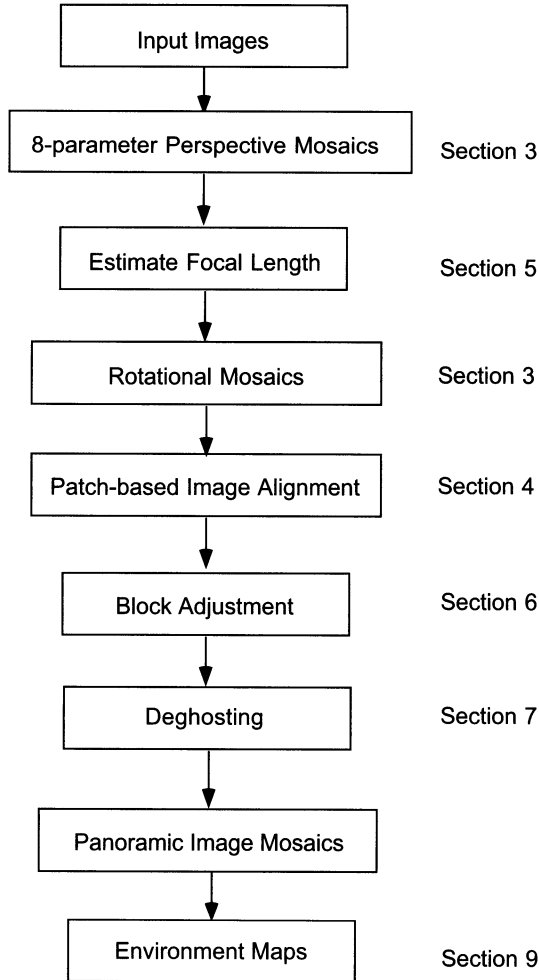 Input Images
8-parameter Perspective Mosaics
Section 3
Estimate Focal Length
Section 5
Rotational Mosaics
Section 3
Patch-based Image Alignment
Section 4
Block Adjustment
Section 6
Deghosting
Section 7
Panoramic Image Mosaics
Environment Maps
Section 9